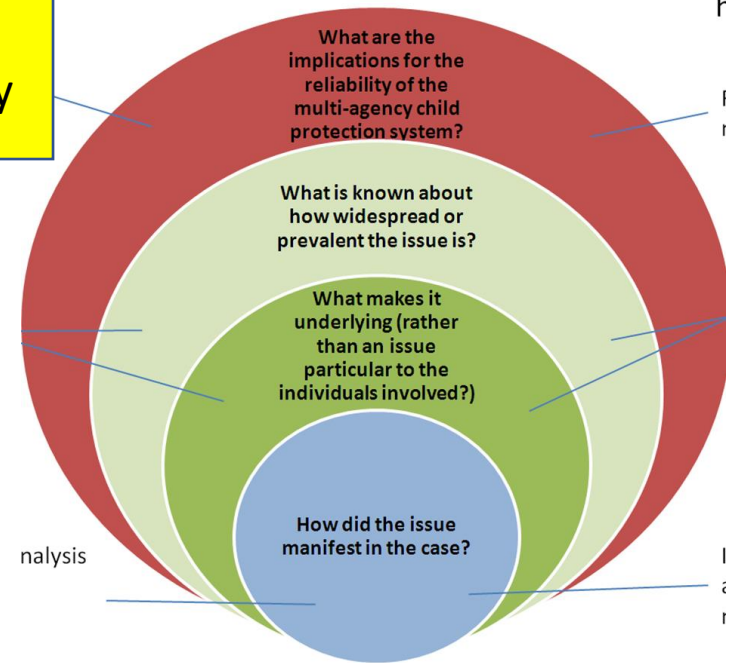 What are the
implications for the
reliability of the
multi-agency child
protection system?
What is known about
how widespread or
prevalent the issue is?
What makes it
underlying (rather
than an issue
particular to the
individuals involved?)
How did the issue
manifest in the case?
nalysis